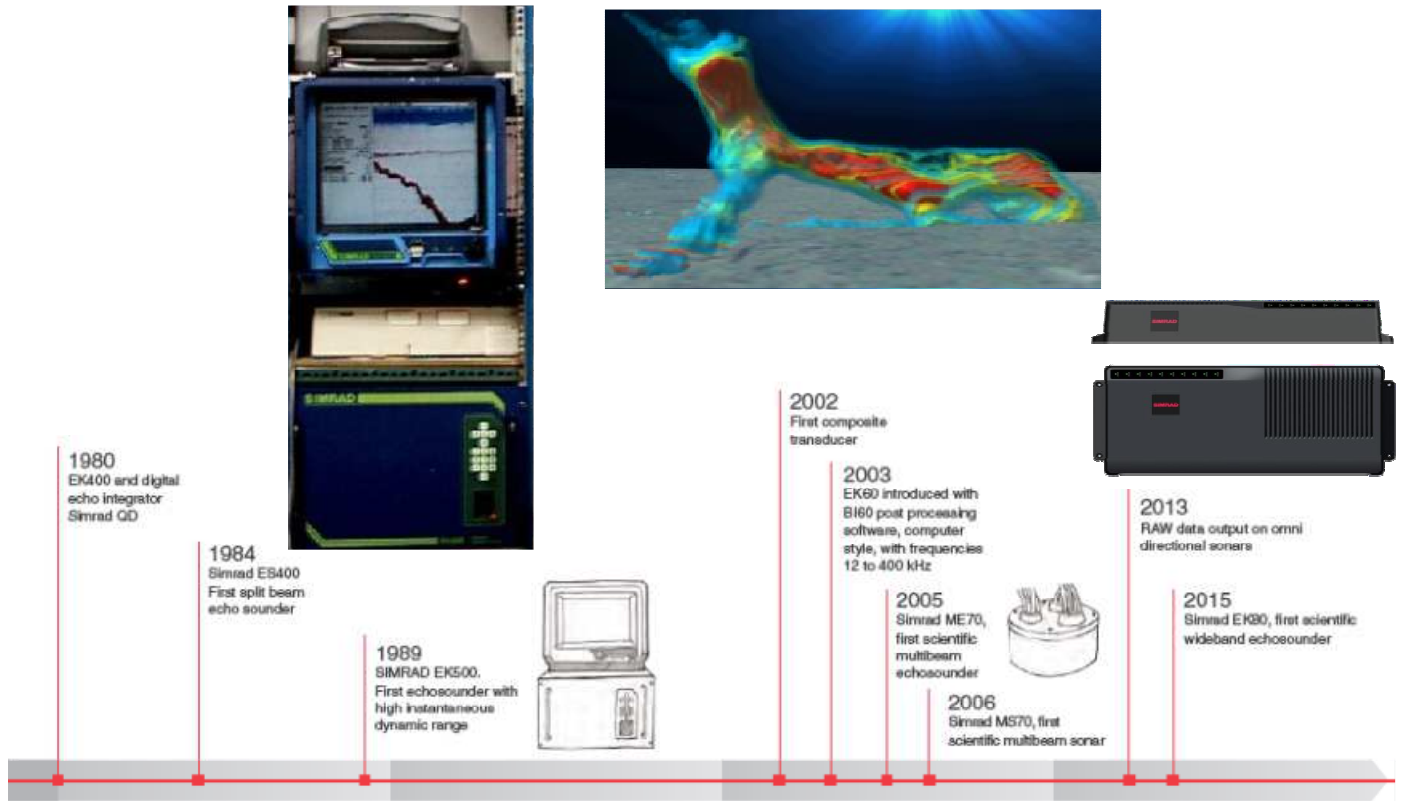 SIMRAD
SIMRAD
SIMRAD
SIMRAD
1980
EK400 and digital
echo integrator
Simrad QD
1984
Simrad ES400
First split beam
echo sounder
1989
SIMRAD EK500.
First echosounder with
high instantaneous
dynamic range
2002
First composite
transducer
2003
EK60 introduced with
BI60 post processing
software, computer
style, with frequencies
12 to 400 kHz
2005
Simrad ME70,
first scientific
multibeam
echosounder
2006
Simrad MS70, first
scientific multibeam sonar
2013
RAW data output on omni
directional sonars
2015
Simrad EK80, first scientific
wideband echosounder